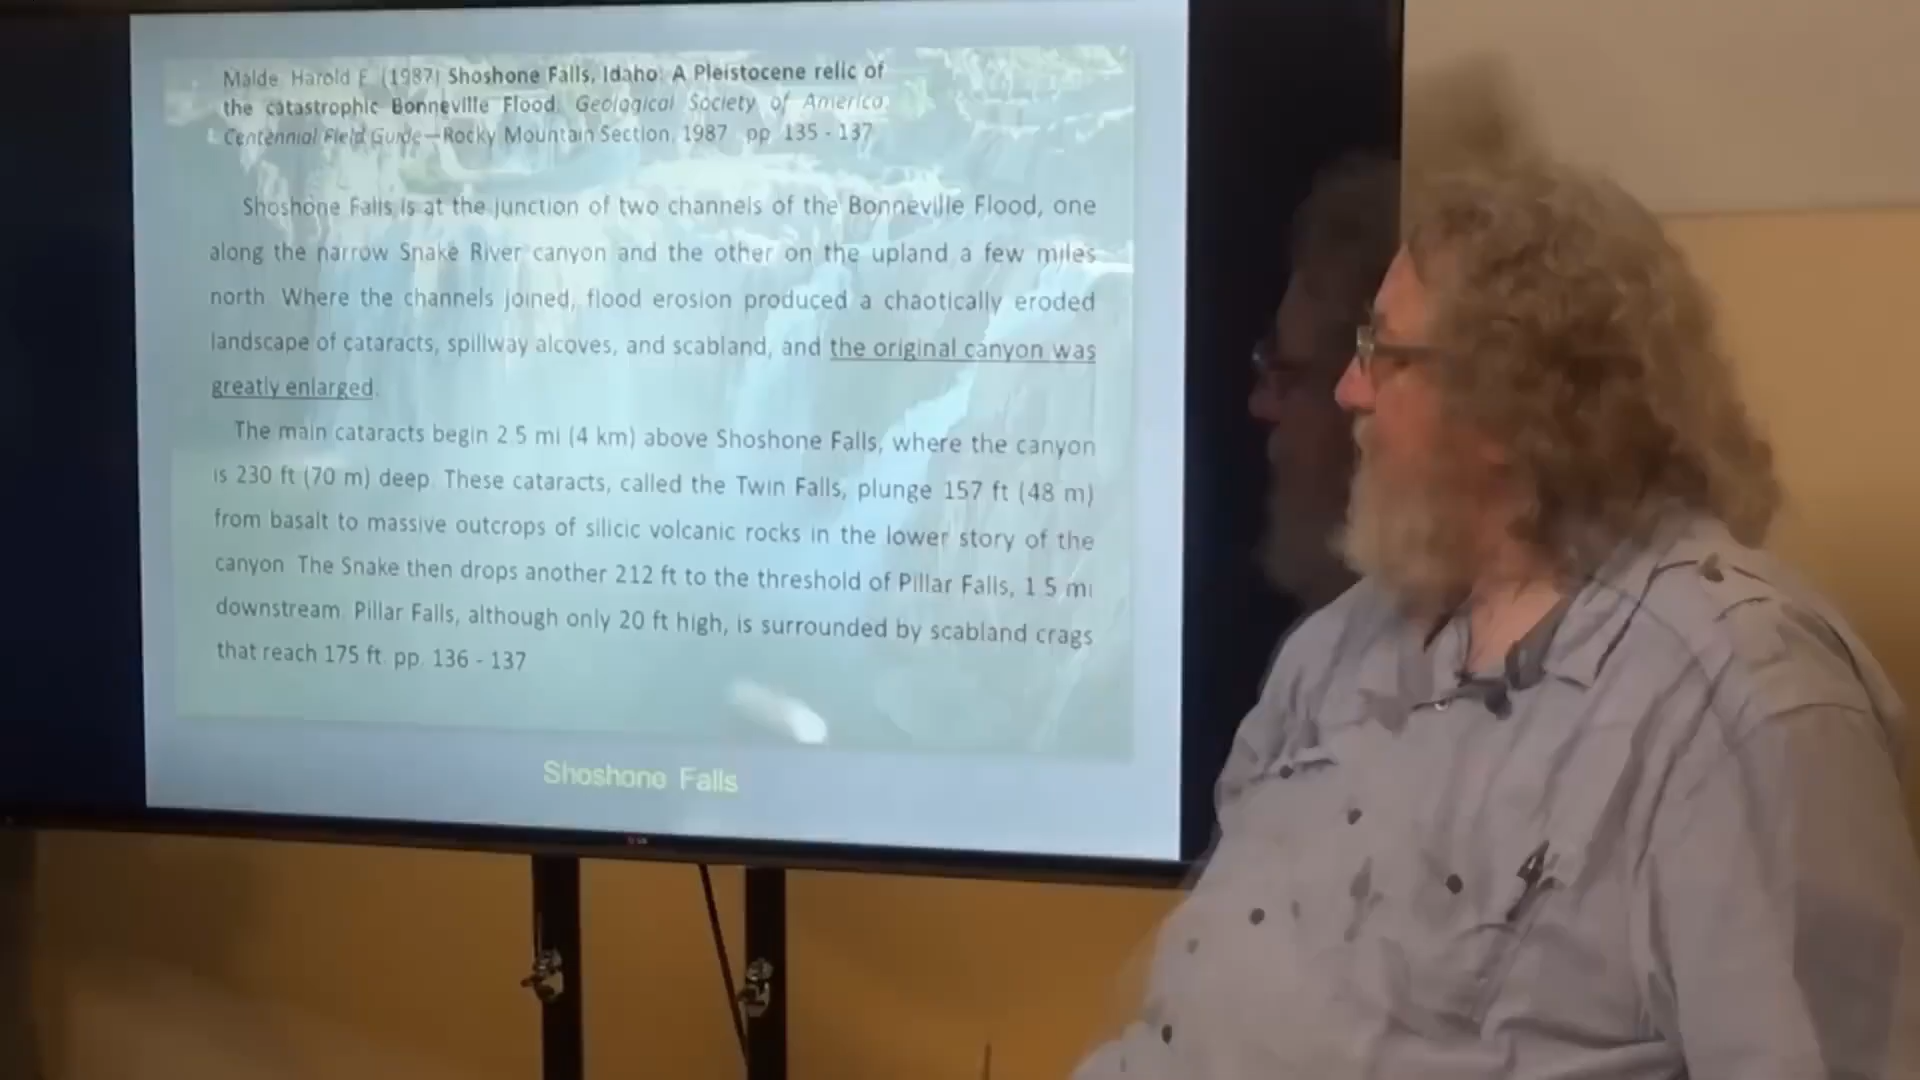 Malde Harold E (1987) Shoshone Falls, Idaho: A Pleistocene relic of
the catastrophic Bonneville Flood. Geological Society of America
Centennial Field Guide—Rocky Mountain Section, 1987 pp. 135 - 137
Shoshone Falls is at the junction of two channels of the Bonneville Flood, one
along the narrow Snake River canyon and the other on the upland a few miles
north. Where the channels joined, flood erosion produced a chaotically eroded
landscape of cataracts, spillway alcoves, and scabland, and the original canyon was
greatly enlarged.
The main cataracts begin 2.5 mi (4 km) above Shoshone Falls, where the canyon
is 230 ft (70 m) deep. These cataracts, called the Twin Falls, plunge 157 ft (48 m)
from basalt to massive outcrops of silicic volcanic rocks in the lower story of the
canyon. The Snake then drops another 212 ft to the threshold of Pillar Falls, 1.5 mi
downstream. Pillar Falls, although only 20 ft high, is surrounded by scabland crags
that reach 175 ft. pp. 136 - 137
Shoshone Falls